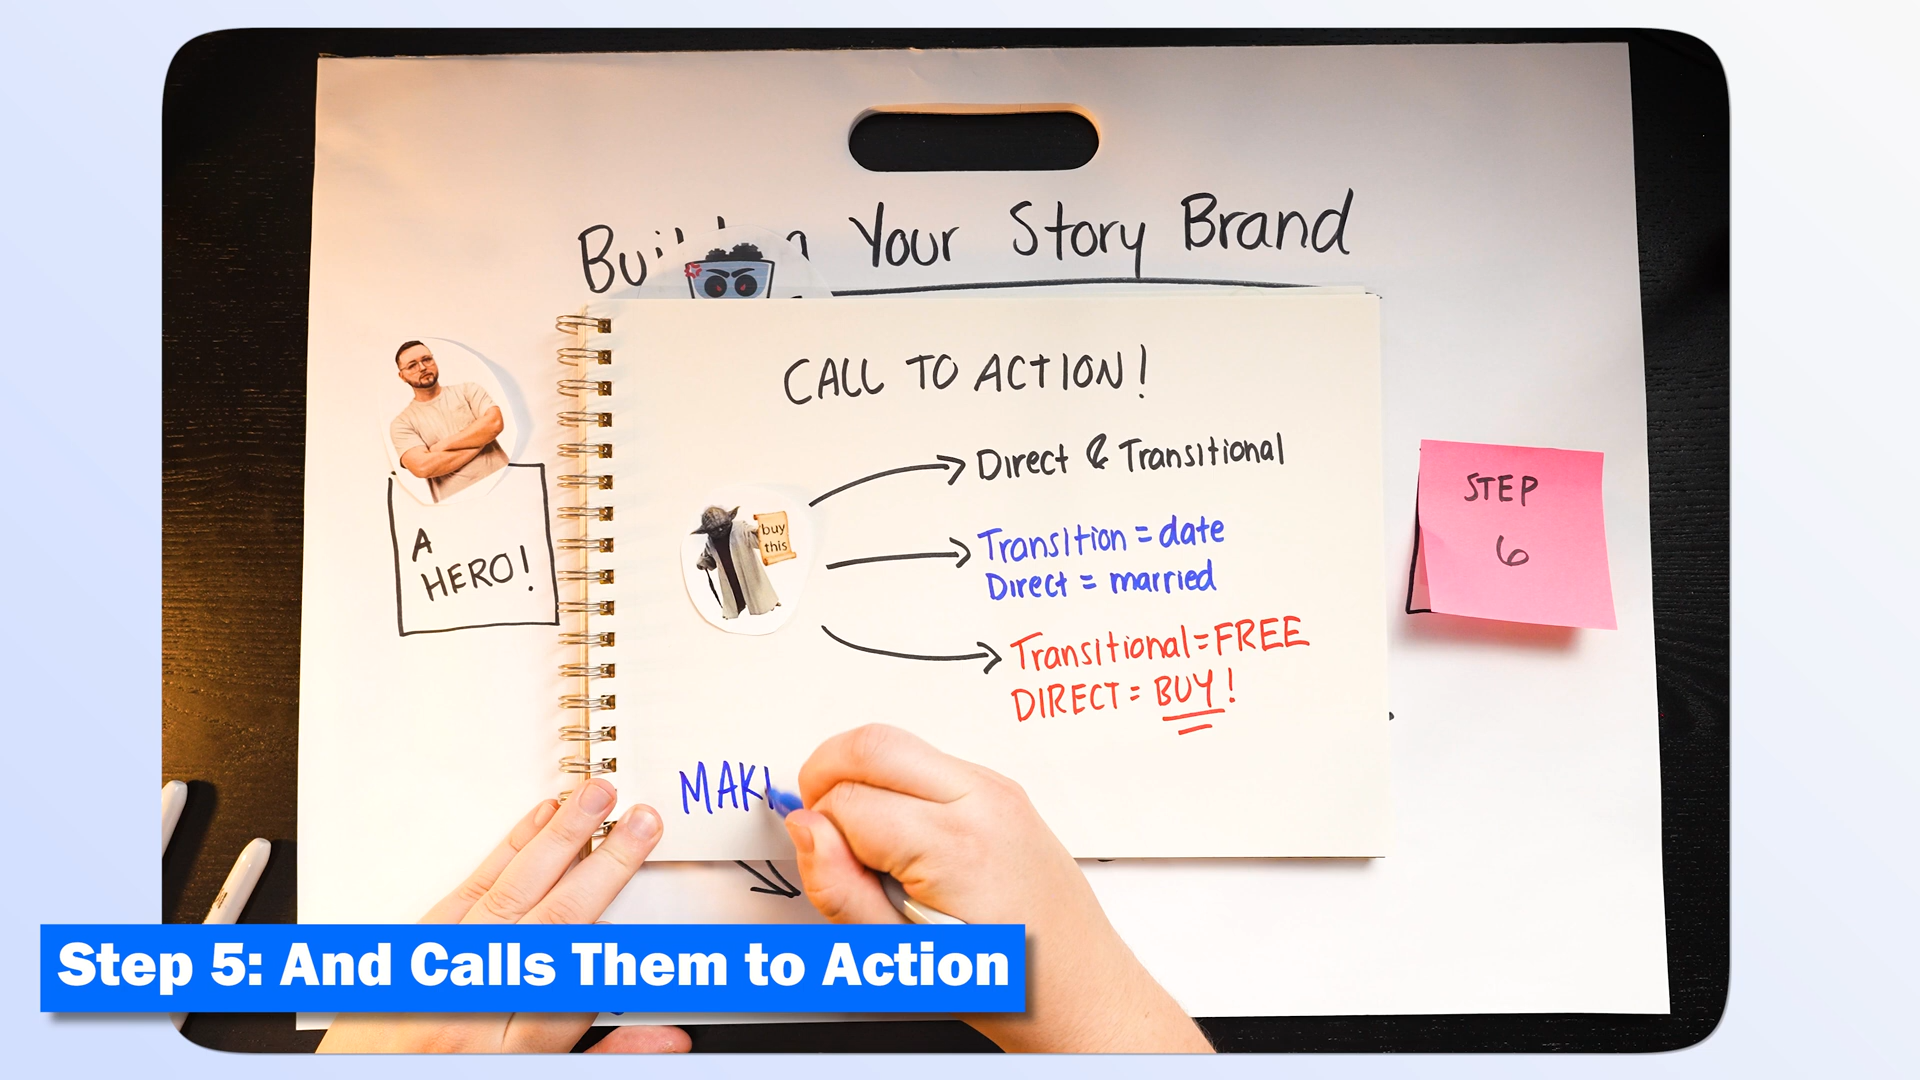 Your Story Brand
CALL TO ACTION!
Direct & Transitional
buy
this
Transition = date
Direct = married
Transitional = FREE
DIRECT = BUY!
A
HERO!
STEP
6
MAK
Step 5: And Calls Them to Action